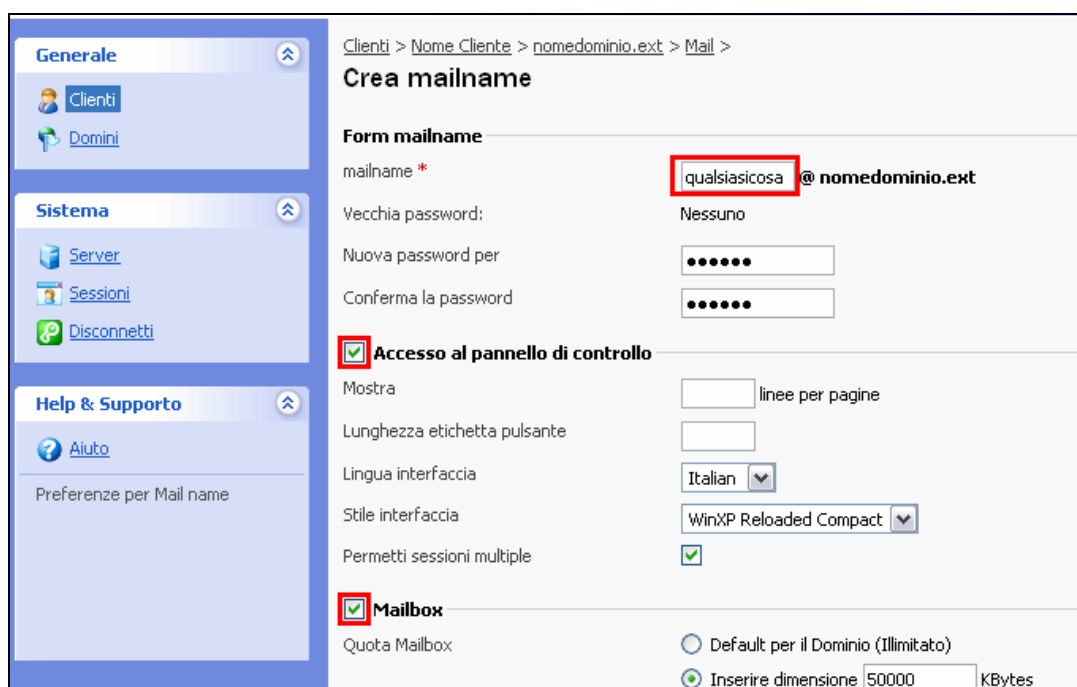 Generale
Clienti
Domini
Sistema
Server
Sessioni
Disconnetti
Help & Supporto
Aiuto
Preferenze per Mail name
Clienti > Nome Cliente > nomedominio.ext > Mail >
Crea mailname
Form mailname
mailname * qualsiasicosa @ nomedominio.ext
Vecchia password: Nessuno
Nuova password per ●●●●●●
Conferma la password ●●●●●●
Accesso al pannello di controllo
Mostra linee per pagine
Lunghezza etichetta pulsante
Lingua interfaccia Italian
Stile interfaccia WinXP Reloaded Compact
Permetti sessioni multiple
Mailbox
Quota Mailbox Default per il Dominio (Illimitato)
Inserire dimensione 50000 KBytes